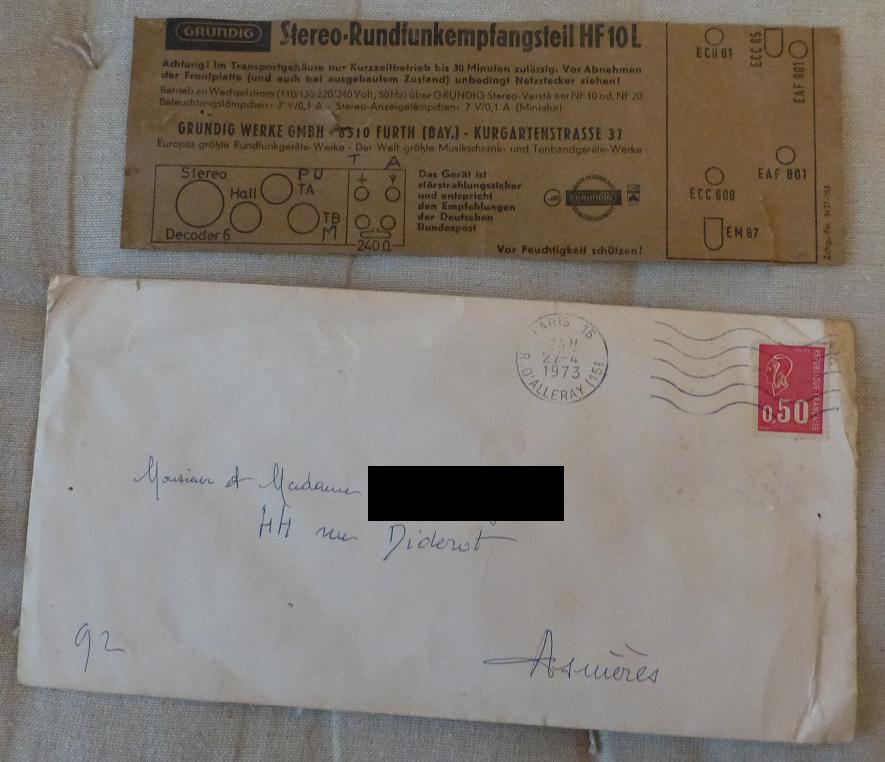 GRUNDIG Stereo-Rundfunkempfangsteil HF 10 L
Achtung! Im Transportgehäuse nur Kurzzeitbetrieb bis 30 Minuten zulässig. Vor Abnehmen
der Frontplatte (und auch bei ausgebautem Zustand) unbedingt Netzstecker ziehen!
Betrieb an Wechselstrom (110/130/220/240 Volt; 50Hz) über GRUNDIG Stereo-Verstärker NF 10 od. NF 20
Beleuchtungslämpchen: 7 V/0,1 A - Stereo-Anzeigelämpchen: 7 V/0,1 A (Miniatur)
GRUNDIG WERKE GMBH - 8510 FURTH (BAY.) - KURGARTENSTRASSE 37
Europas größte Rundfunkgeräte-Werke - Der Welt größte Musikschrank- und Tonbandgeräte-Werke
Stereo
Decoder 6
Hall
PU
TA
TB
M
T A
240 Ω
Das Gerät ist
störstrahlungssicher
und entspricht
den Empfehlungen
der Deutschen
Bundespost
GRUNDIG
Vor Feuchtigkeit schützen!
ECH 81
ECC 85
EAF 801
EAF 801
ECC 808
EM 87
PARIS 15
24H
27-4
1973
R. D'ALLERAY (15E)
REPUBLIQUE FRANCAISE
0,50
Monsieur et Madame
44 rue Diderot
92
Asnières